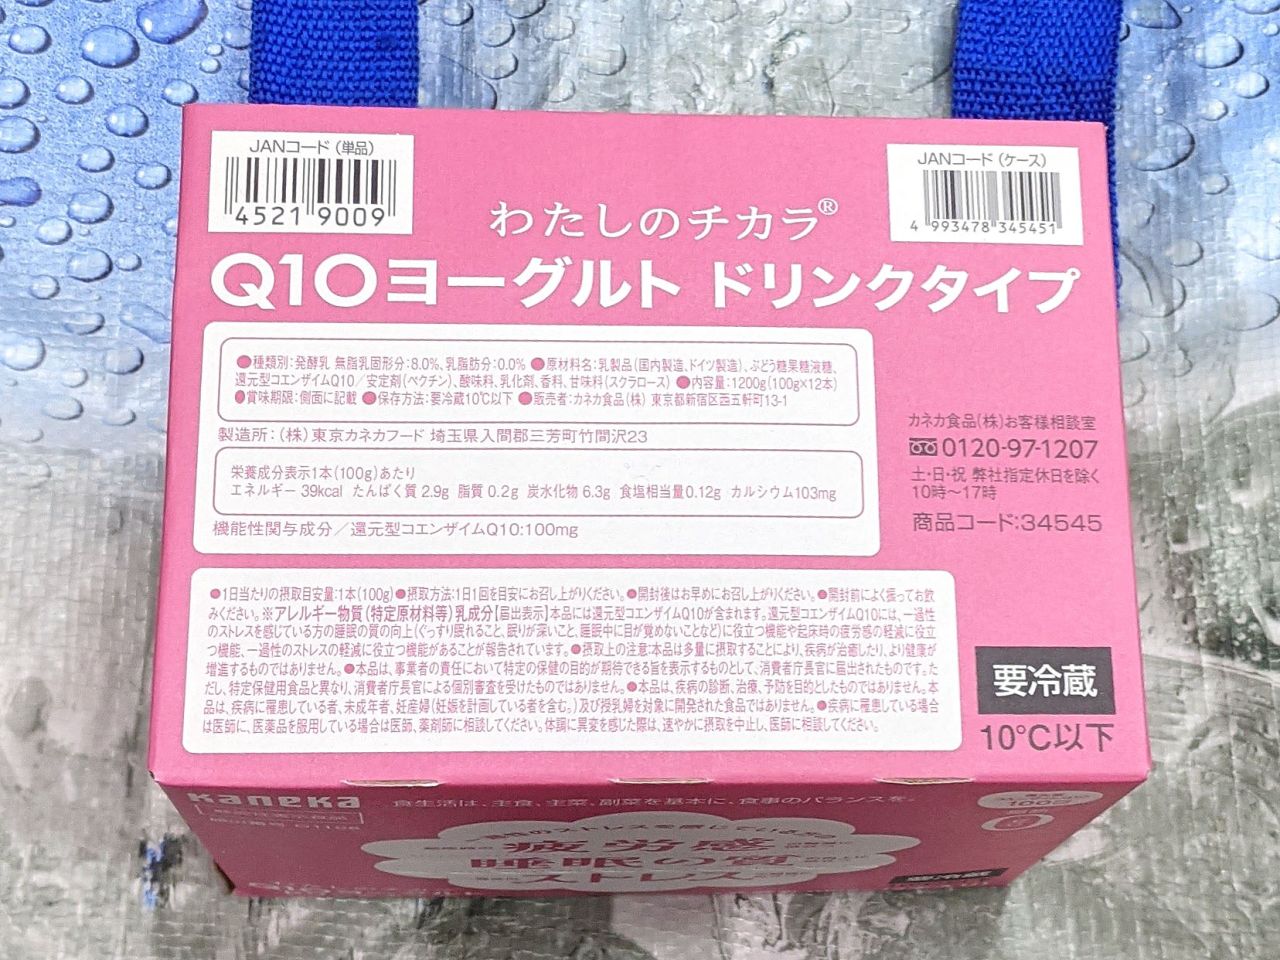 JANコード（単品）
4521 9009
JANコード（ケース）
4 993478 345451
わたしのチカラ®
Q10ヨーグルト ドリンクタイプ
●種類別：発酵乳 無脂乳固形分：8.0%、乳脂肪分：0.0% ●原材料名：乳製品（国内製造、ドイツ製造）、ぶどう糖果糖液糖、
還元型コエンザイムQ10／安定剤（ペクチン）、酸味料、乳化剤、香料、甘味料（スクラロース） ●内容量：1200g（100g×12本）
●賞味期限：側面に記載 ●保存方法：要冷蔵10℃以下 ●販売者：カネカ食品（株） 東京都新宿区西五軒町13-1
製造所：（株）東京カネカフード 埼玉県入間郡三芳町竹間沢23
栄養成分表示1本（100g）あたり
エネルギー 39kcal たんぱく質 2.9g 脂質 0.2g 炭水化物 6.3g 食塩相当量0.12g カルシウム103mg
機能性関与成分／還元型コエンザイムQ10：100mg
カネカ食品（株）お客様相談室
0120-97-1207
土・日・祝 弊社指定休日を除く
10時〜17時
商品コード：34545
●1日当たりの摂取目安量：1本（100g）●摂取方法：1日1回を目安にお召し上がりください。●開封後はお早めにお召し上がりください。●開封前によく振ってお飲
みください。※アレルギー物質（特定原材料等）乳成分【届出表示】本品には還元型コエンザイムQ10が含まれます。還元型コエンザイムQ10には、一過性
のストレスを感じている方の睡眠の質の向上（ぐっすり眠れること、眠りが深いこと、睡眠中に目が覚めないことなど）に役立つ機能や起床時の疲労感の軽減に役立
つ機能、一過性のストレスの軽減に役立つ機能があることが報告されています。●摂取上の注意：本品は多量に摂取することにより、疾病が治癒したり、より健康が
増進するものではありません。●本品は、事業者の責任において特定の保健の目的が期待できる旨を表示するものとして、消費者庁長官に届出されたものです。た
だし、特定保健用食品と異なり、消費者庁長官による個別審査を受けたものではありません。●本品は、疾病の診断、治療、予防を目的としたものではありません。本
品は、疾病に罹患している者、未成年者、妊産婦（妊娠を計画している者を含む。）及び授乳婦を対象に開発された食品ではありません。●疾病に罹患している場合
は医師に、医薬品を服用している場合は医師、薬剤師に相談してください。体調に異変を感じた際は、速やかに摂取を中止し、医師に相談してください。
要冷蔵
10℃以下
Kaneka
食生活は、主食、主菜、副菜を基本に、食事のバランスを。
疲労感
睡眠の質
ストレス
要冷蔵